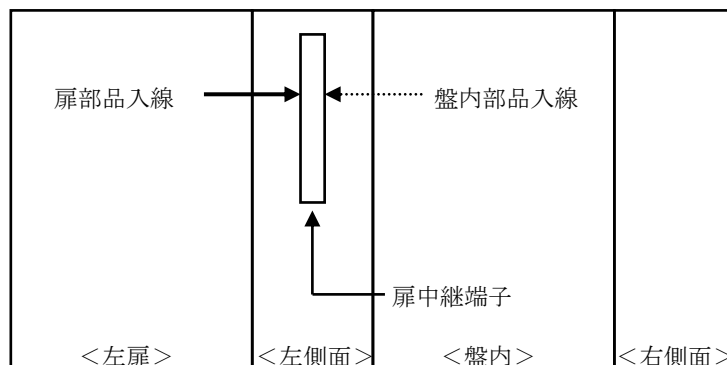 扉部品入線
盤内部品入線
扉中継端子
＜左扉＞
＜左側面＞
＜盤内＞
＜右側面＞